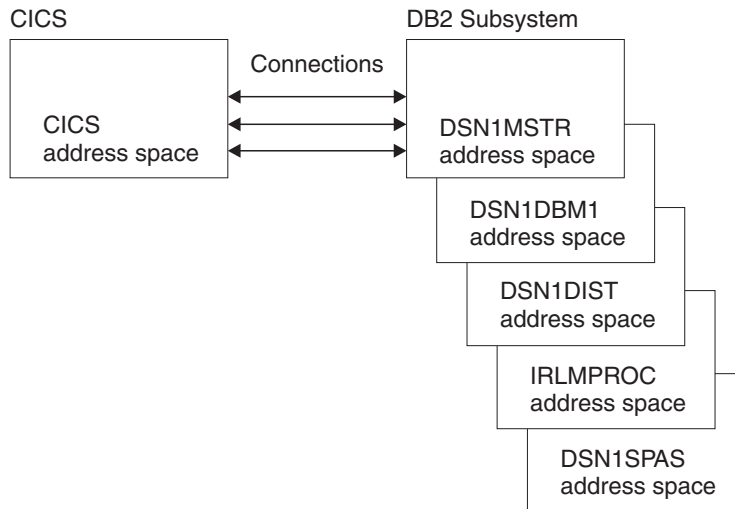 CICS
DB2 Subsystem
Connections
CICS
address space
DSN1MSTR
address space
DSN1DBM1
address space
DSN1DIST
address space
IRLMPROC
address space
DSN1SPAS
address space